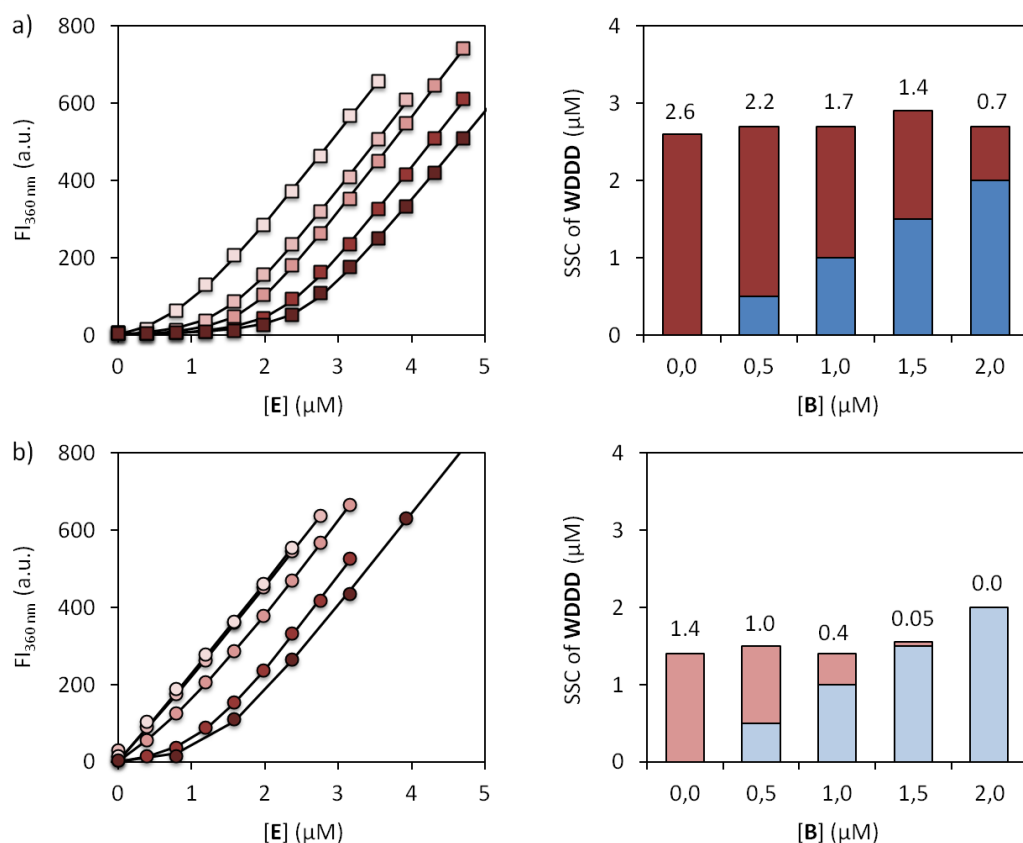 a)
800
600
400
200
0
FI360 nm (a.u.)
0 1 2 3 4 5
[E] (µM)
4
3
2
1
0
SSC of WDDD (µM)
2.6 2.2 1.7 1.4 0.7
0,0 0,5 1,0 1,5 2,0
[B] (µM)
b)
800
600
400
200
0
FI360 nm (a.u.)
0 1 2 3 4 5
[E] (µM)
4
3
2
1
0
SSC of WDDD (µM)
1.4 1.0 0.4 0.05 0.0
0,0 0,5 1,0 1,5 2,0
[B] (µM)